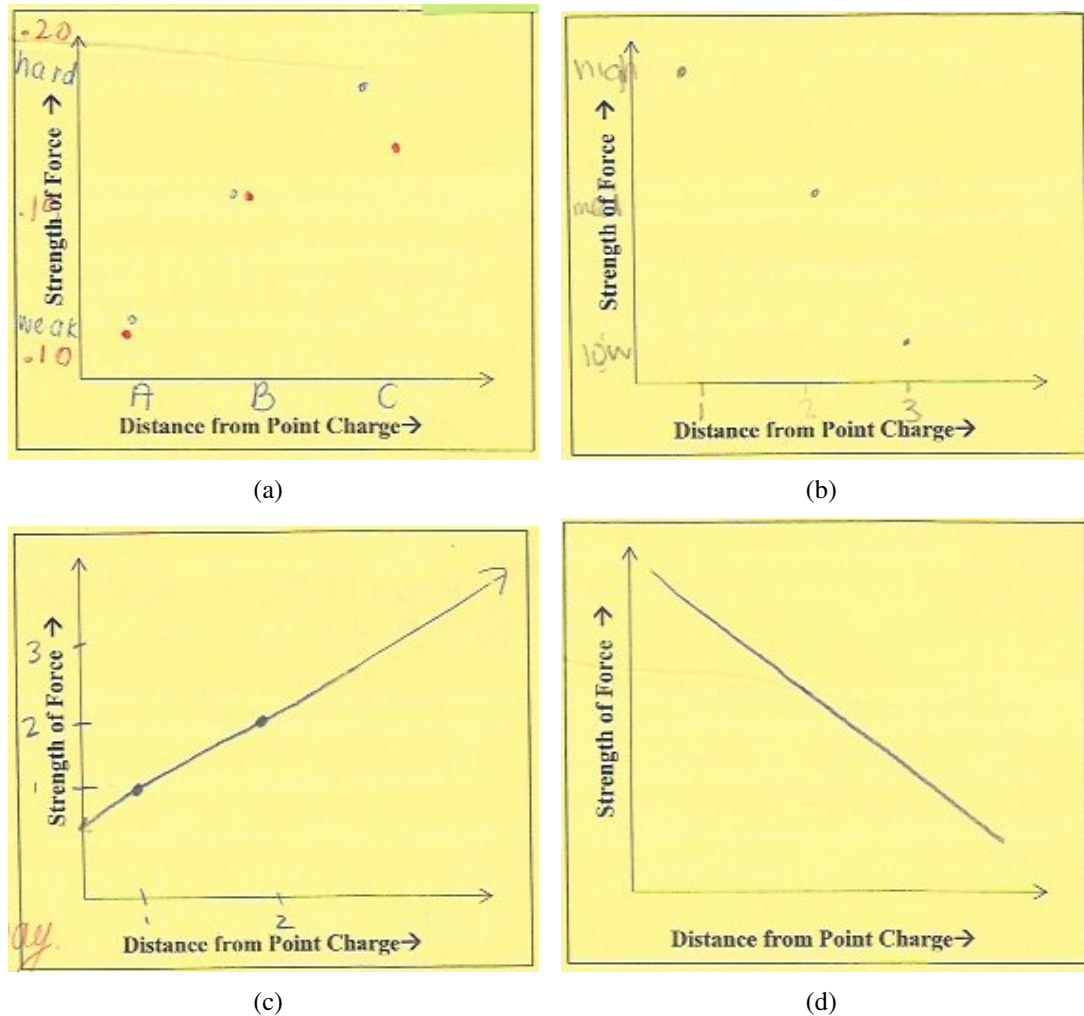 .20
hard
Strength of Force →
weak
.10
A B C
Distance from Point Charge→
(a)
high
Strength of Force →
med
low
1 2 3
Distance from Point Charge→
(b)
3
2
1
Strength of Force →
1 2
Distance from Point Charge→
ay.
(c)
Strength of Force →
Distance from Point Charge→
(d)